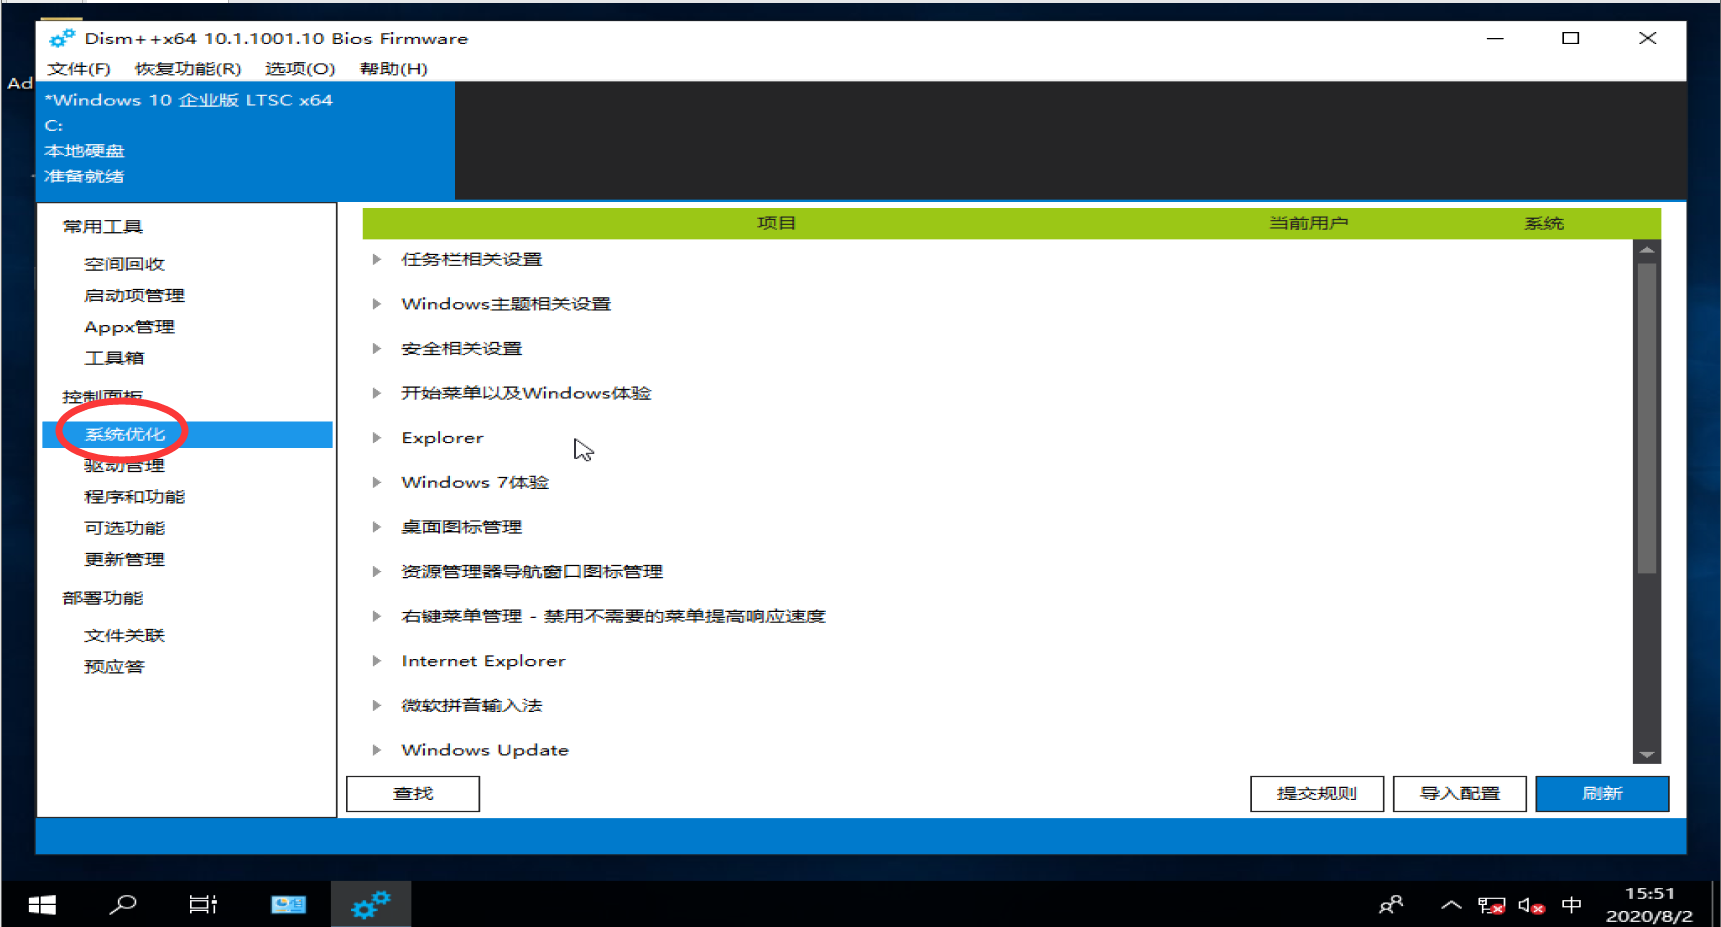 Ad
Dism++x64 10.1.1001.10 Bios Firmware
文件(F) 恢复功能(R) 选项(O) 帮助(H)
*Windows 10 企业版 LTSC x64
C:
本地硬盘
准备就绪
常用工具
空间回收
启动项管理
Appx管理
工具箱
控制面板
系统优化
驱动管理
程序和功能
可选功能
更新管理
部署功能
文件关联
预应答
项目 当前用户 系统
任务栏相关设置
Windows主题相关设置
安全相关设置
开始菜单以及Windows体验
Explorer
Windows 7体验
桌面图标管理
资源管理器导航窗口图标管理
右键菜单管理 - 禁用不需要的菜单提高响应速度
Internet Explorer
微软拼音输入法
Windows Update
查找 提交规则 导入配置 刷新
中
15:51
2020/8/2